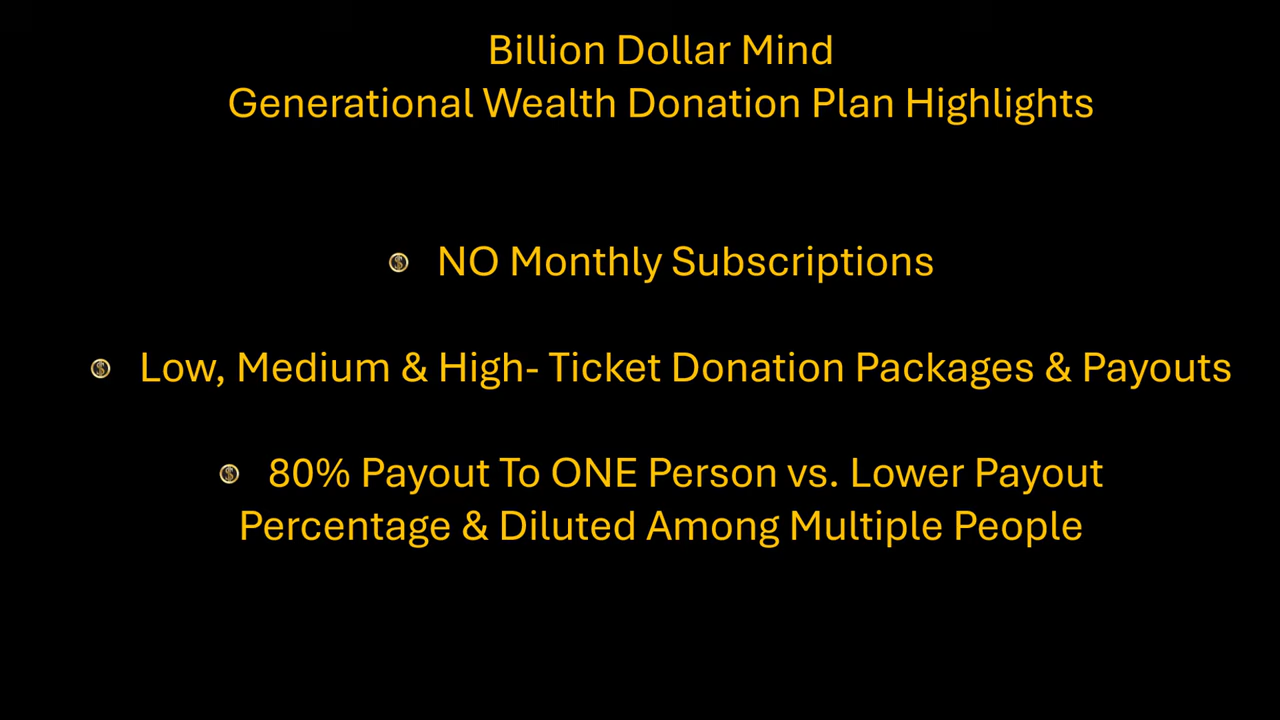 Billion Dollar Mind
Generational Wealth Donation Plan Highlights
NO Monthly Subscriptions
Low, Medium & High- Ticket Donation Packages & Payouts
80% Payout To ONE Person vs. Lower Payout
Percentage & Diluted Among Multiple People